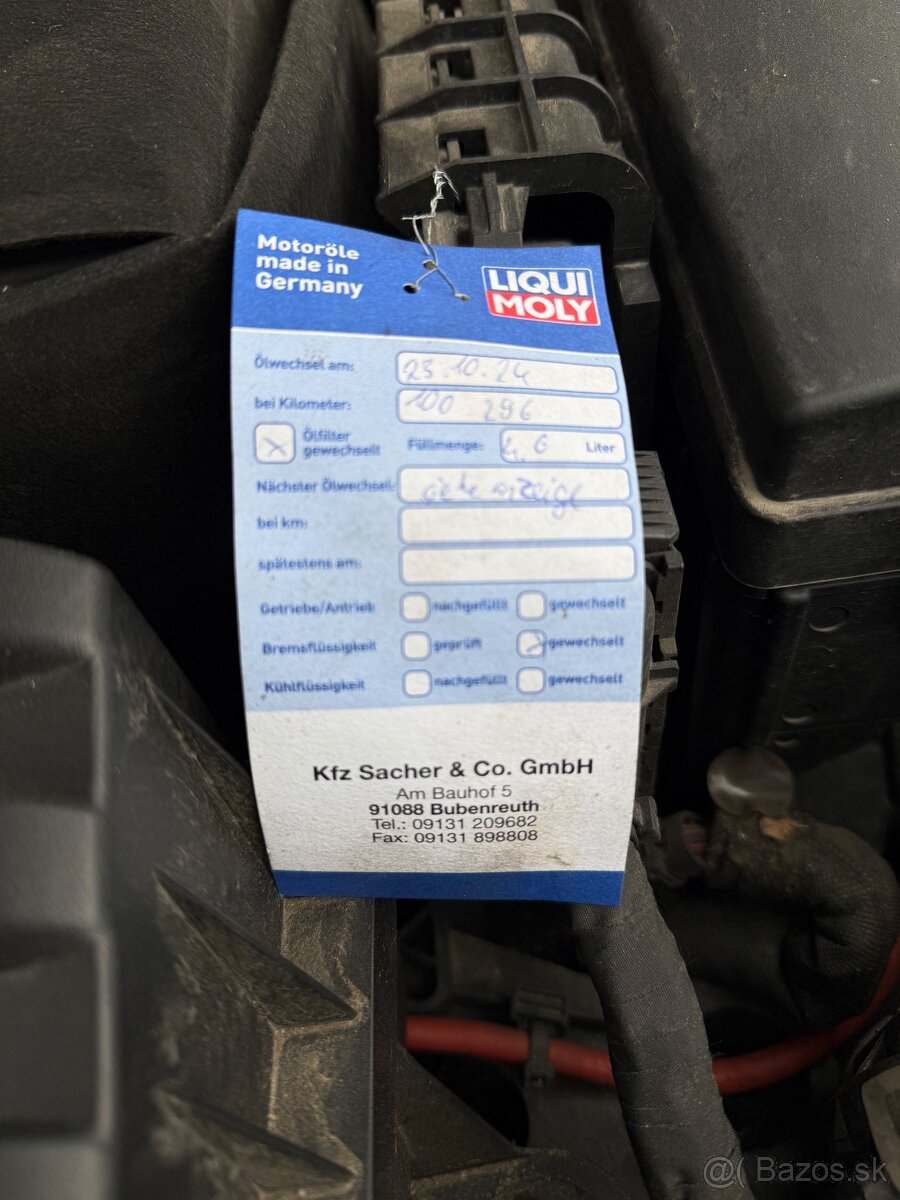 Motoröle
made in
Germany
LIQUI
MOLY
Ölwechsel am: 23.10.24
bei Kilometer: 100 296
Ölfilter
gewechselt
Füllmenge: 4,6 Liter
Nächster Ölwechsel: siehe anzeige
bei km:
spätestens am:
Getriebe/Antrieb nachgefüllt gewechselt
Bremsflüssigkeit geprüft gewechselt
Kühlflüssigkeit nachgefüllt gewechselt
Kfz Sacher & Co. GmbH
Am Bauhof 5
91088 Bubenreuth
Tel.: 09131 209682
Fax: 09131 898808
@( Bazos.sk